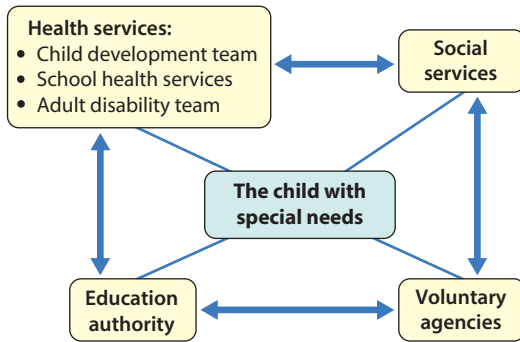 Health services:
• Child development team
• School health services
• Adult disability team
Social
services
The child with
special needs
Education
authority
Voluntary
agencies